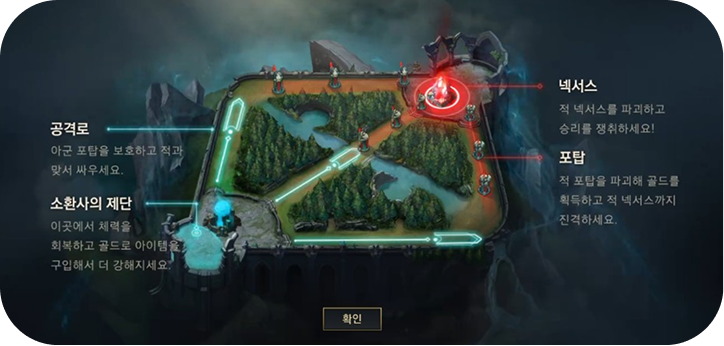 공격로
아군 포탑을 보호하고 적과
맞서 싸우세요.
소환사의 제단
이곳에서 체력을
회복하고 골드로 아이템을
구입해서 더 강해지세요.
넥서스
적 넥서스를 파괴하고
승리를 쟁취하세요!
포탑
적 포탑을 파괴해 골드를
획득하고 적 넥서스까지
진격하세요.
확인